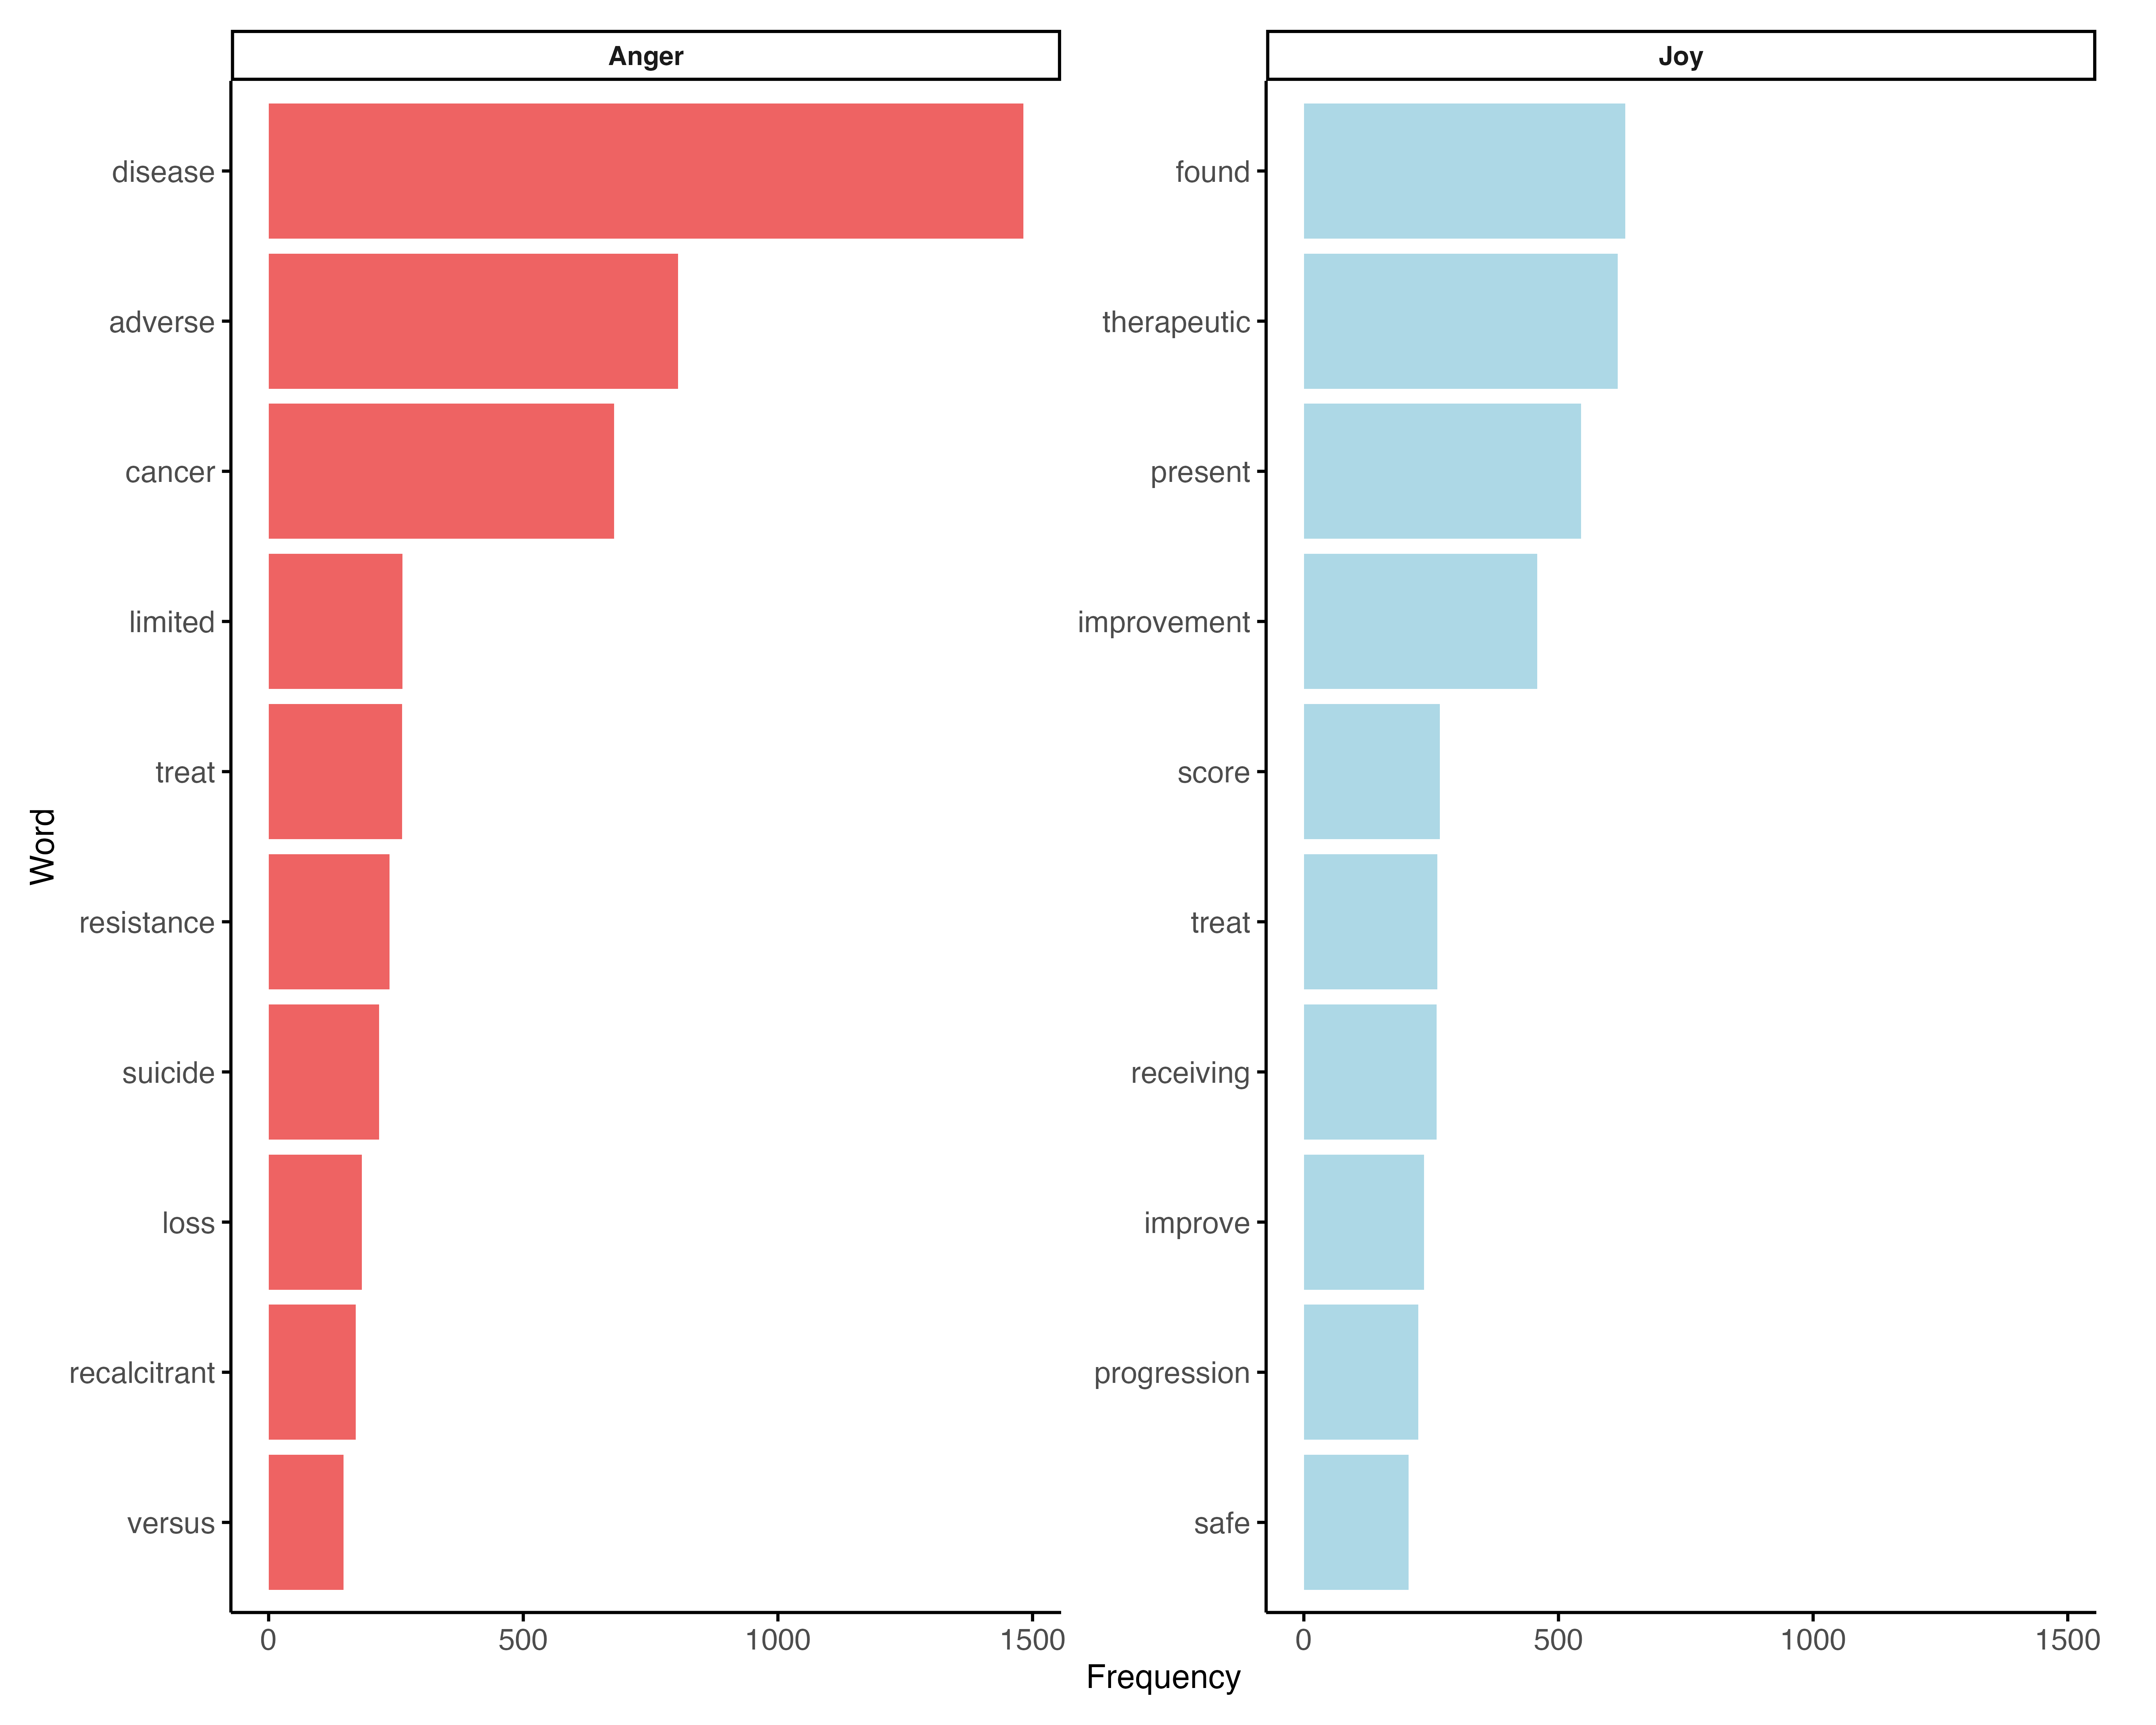 Anger
disease
adverse
cancer
limited
treat
resistance
suicide
loss
recalcitrant
versus
0 500 1000 1500
Joy
found
therapeutic
present
improvement
score
treat
receiving
improve
progression
safe
0 500 1000 1500
Word
Frequency